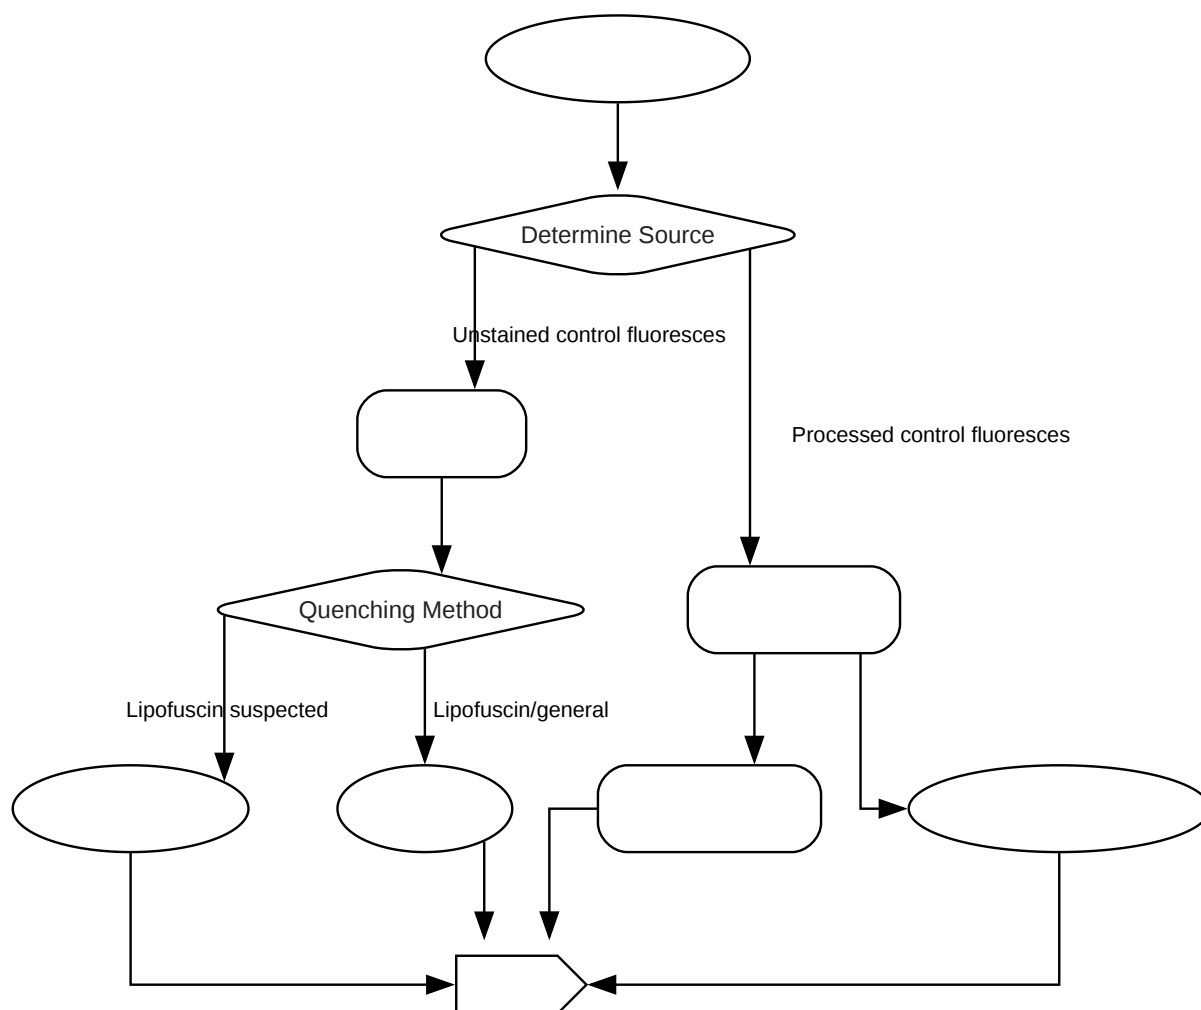 Determine Source
Unstained control fluoresces
Processed control fluoresces
Quenching Method
Lipofuscin suspected
Lipofuscin/general